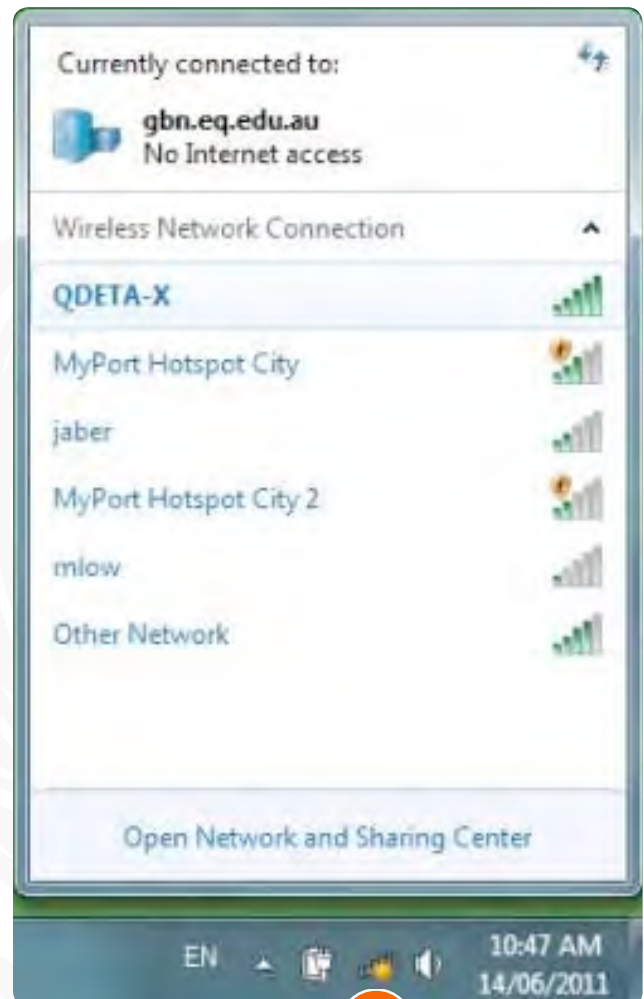 Currently connected to:
gbn.eq.edu.au
No Internet access
Wireless Network Connection
QDETA-X
MyPort Hotspot City
jaber
MyPort Hotspot City 2
mlow
Other Network
Open Network and Sharing Center
EN
10:47 AM
14/06/2011